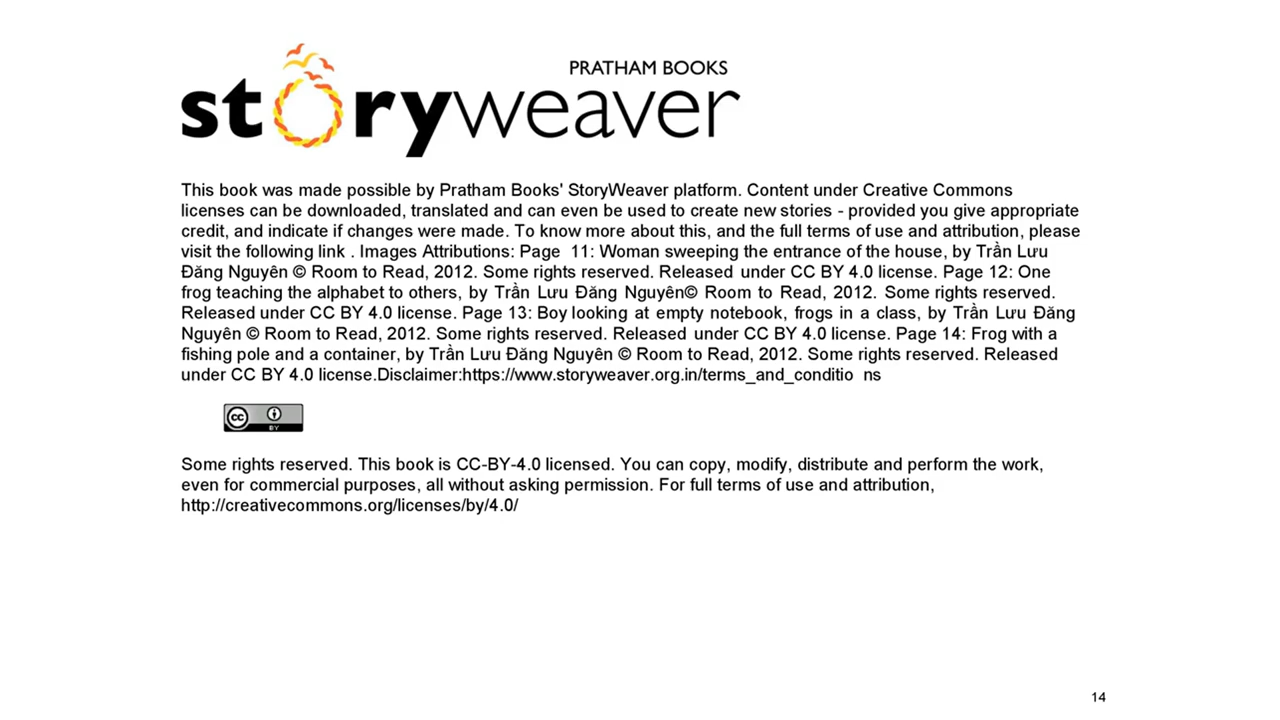 PRATHAM BOOKS
storyweaver
This book was made possible by Pratham Books' StoryWeaver platform. Content under Creative Commons
licenses can be downloaded, translated and can even be used to create new stories - provided you give appropriate
credit, and indicate if changes were made. To know more about this, and the full terms of use and attribution, please
visit the following link . Images Attributions: Page 11: Woman sweeping the entrance of the house, by Trần Lưu
Đăng Nguyên © Room to Read, 2012. Some rights reserved. Released under CC BY 4.0 license. Page 12: One
frog teaching the alphabet to others, by Trần Lưu Đăng Nguyên© Room to Read, 2012. Some rights reserved.
Released under CC BY 4.0 license. Page 13: Boy looking at empty notebook, frogs in a class, by Trần Lưu Đăng
Nguyên © Room to Read, 2012. Some rights reserved. Released under CC BY 4.0 license. Page 14: Frog with a
fishing pole and a container, by Trần Lưu Đăng Nguyên © Room to Read, 2012. Some rights reserved. Released
under CC BY 4.0 license.Disclaimer:https://www.storyweaver.org.in/terms_and_conditio ns
cc BY
Some rights reserved. This book is CC-BY-4.0 licensed. You can copy, modify, distribute and perform the work,
even for commercial purposes, all without asking permission. For full terms of use and attribution,
http://creativecommons.org/licenses/by/4.0/
14